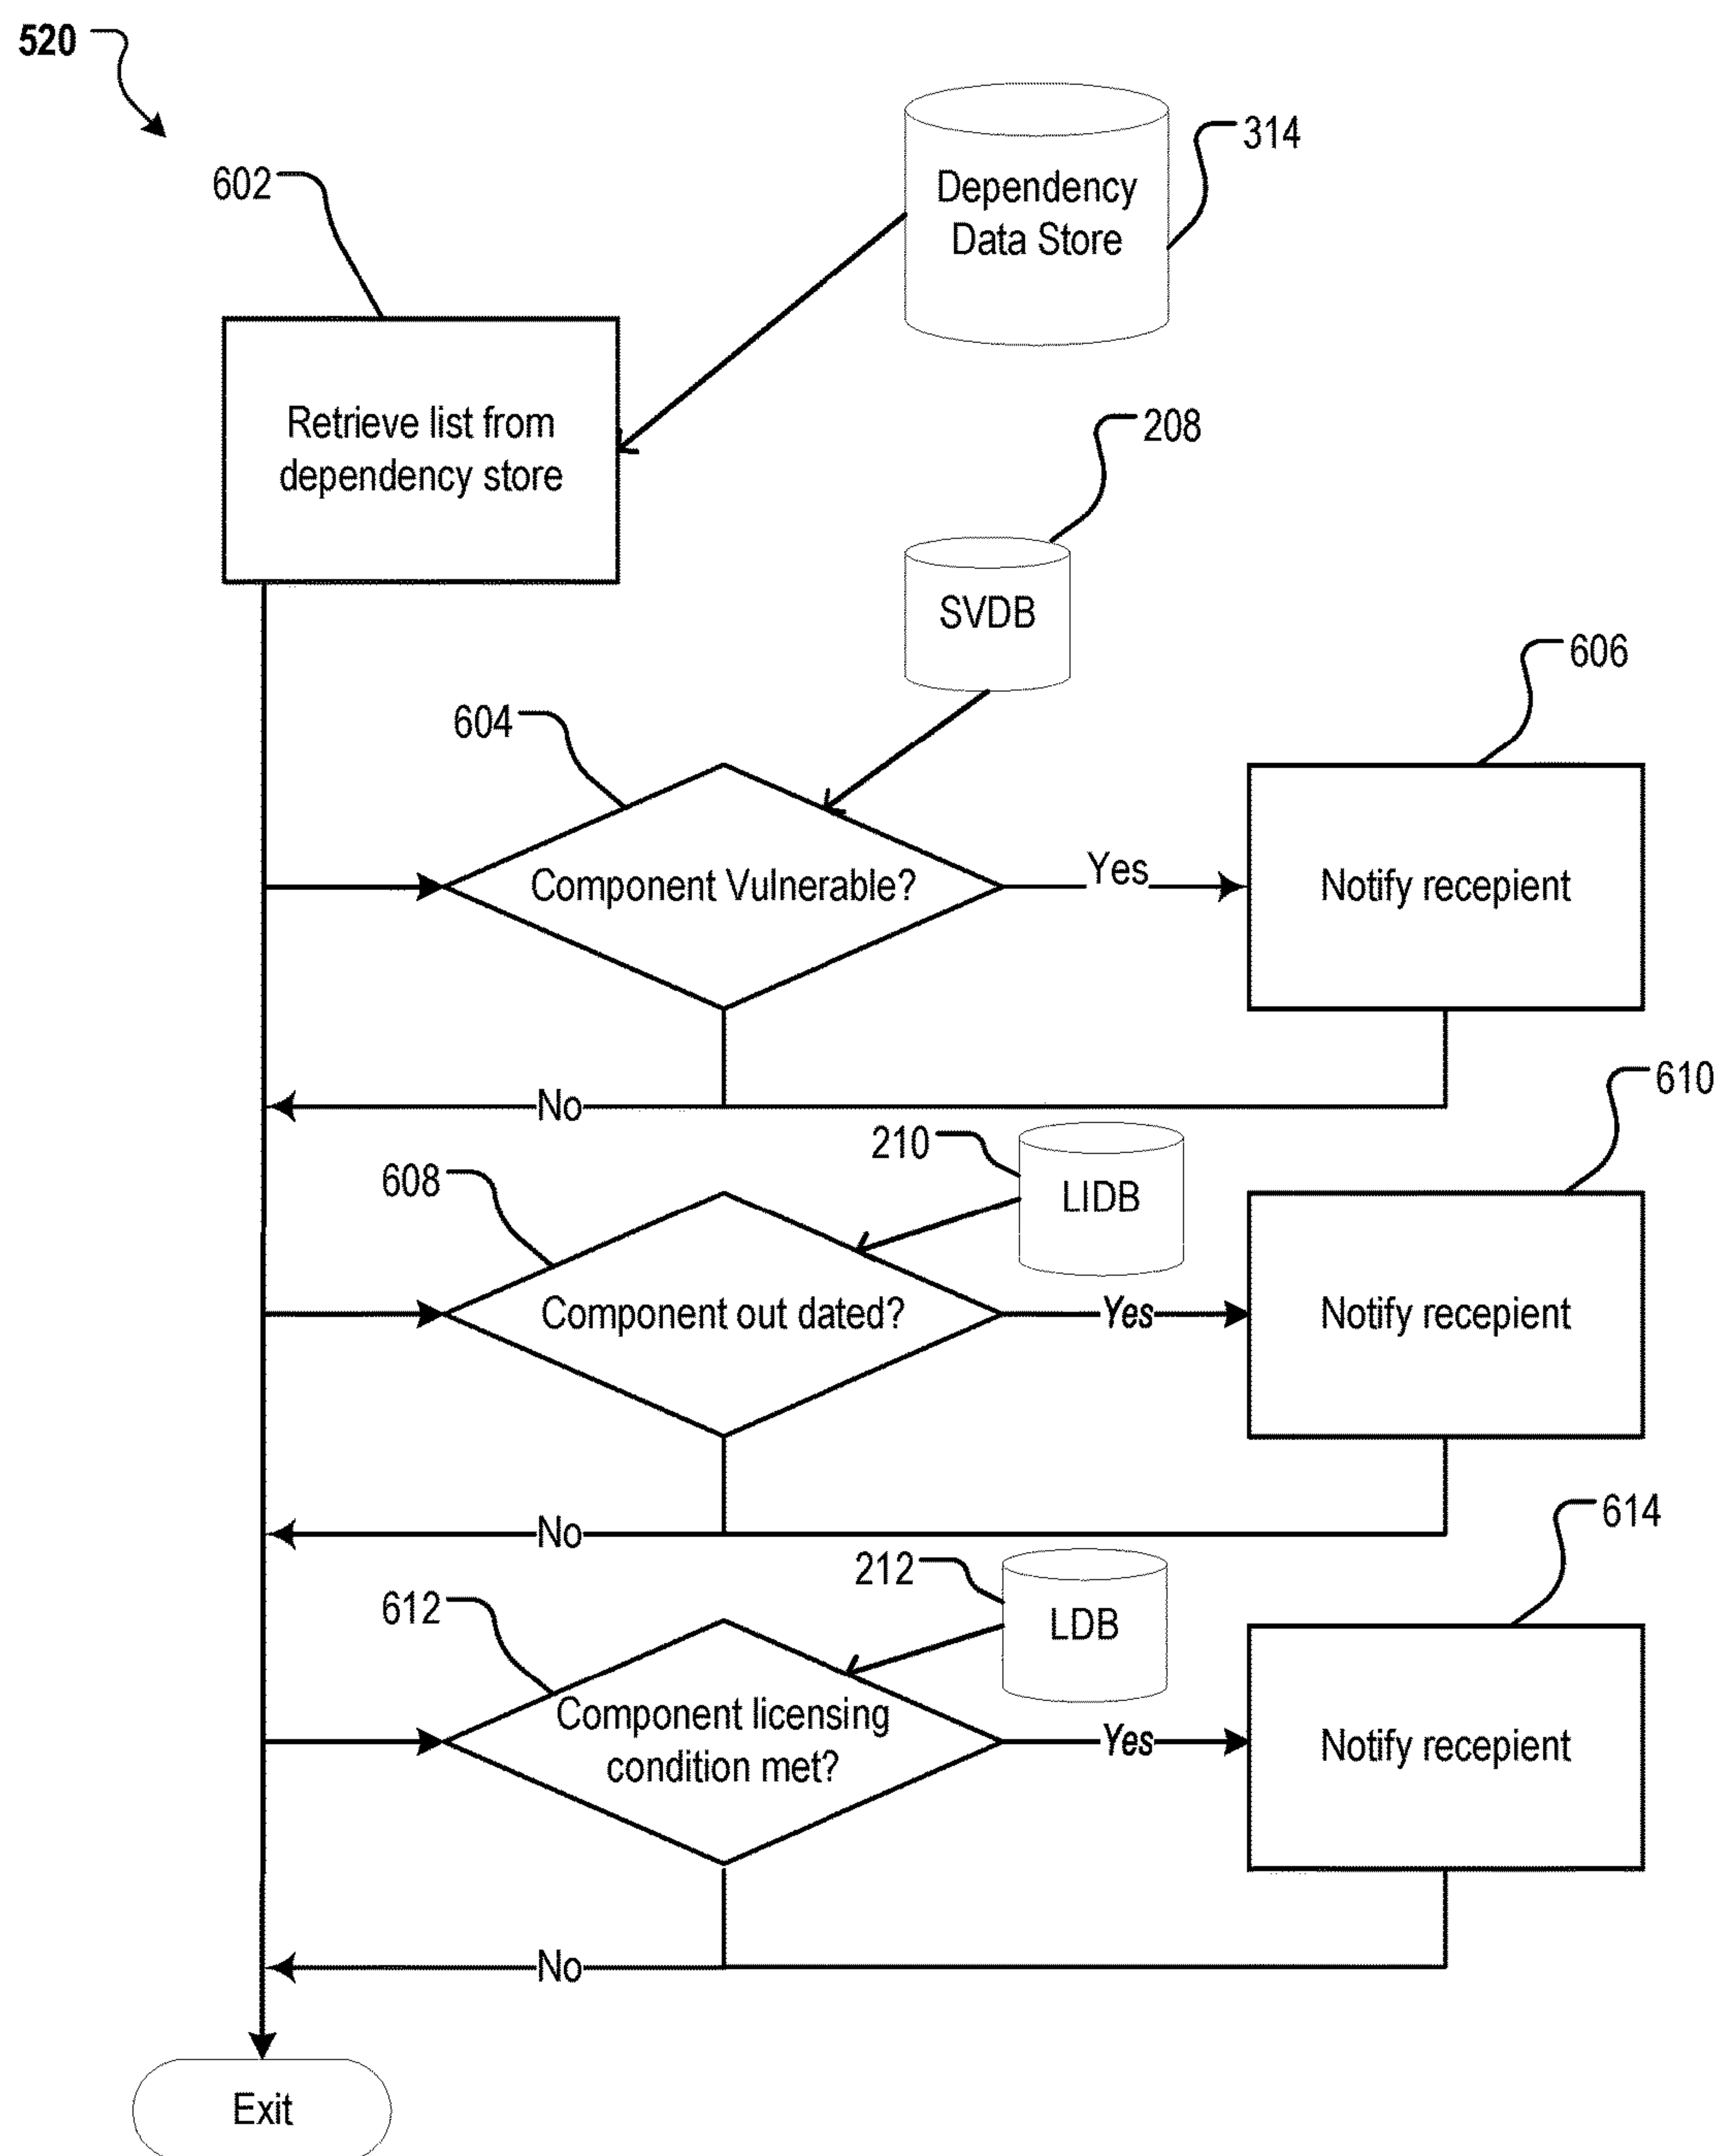 520
314
Dependency
Data Store
602
Retrieve list from
dependency store
208
SVDB
606
604
Component Vulnerable?
Yes
Notify recepient
No
610
210
LIDB
608
Component out dated?
Yes
Notify recepient
No
614
212
LDB
612
Component licensing
condition met?
Yes
Notify recepient
No
Exit